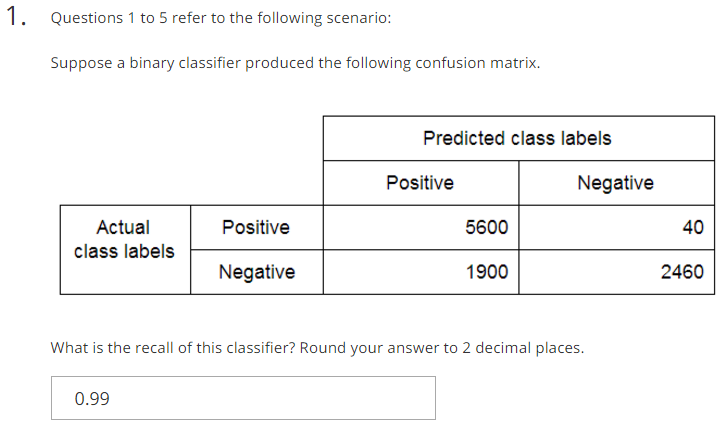 1. Questions 1 to 5 refer to the following scenario:
Suppose a binary classifier produced the following confusion matrix.
Predicted class labels
Positive Negative
Actual class labels
Positive 5600 40
Negative 1900 2460
What is the recall of this classifier? Round your answer to 2 decimal places.
0.99